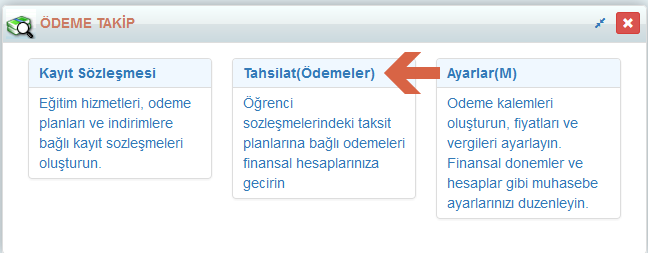 ÖDEME TAKİP
Kayıt Sözleşmesi
Eğitim hizmetleri, odeme
planları ve indirimlere
bağlı kayıt sozleşmeleri
oluşturun.
Tahsilat(Ödemeler)
Öğrenci
sozleşmelerindeki taksit
planlarına bağlı odemeleri
finansal hesaplarınıza
gecirin
Ayarlar(M)
Odeme kalemleri
oluşturun, fiyatları ve
vergileri ayarlayın.
Finansal donemler ve
hesaplar gibi muhasebe
ayarlarınızı duzenleyin.